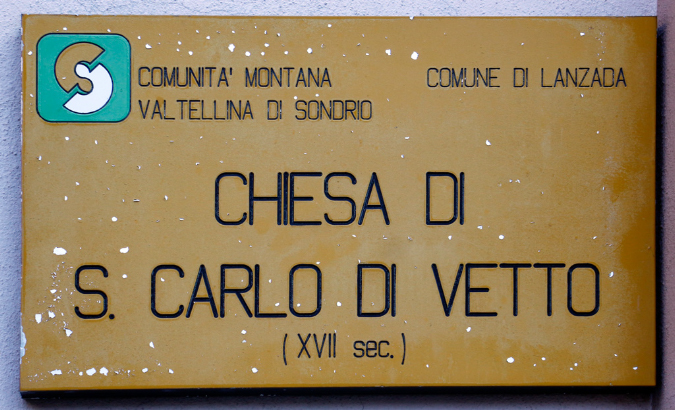 COMUNITA' MONTANA
VALTELLINA DI SONDRIO
COMUNE DI LANZADA
CHIESA DI
S. CARLO DI VETTO
(XVII sec.)